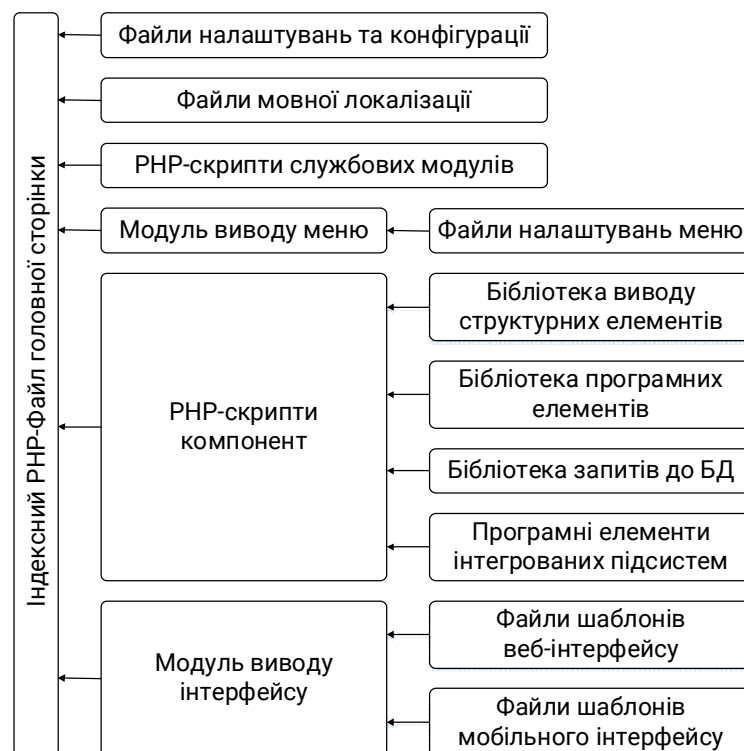 Індексний PHP-Файл головної сторінки
Файли налаштувань та конфігурації
Файли мовної локалізації
PHP-скрипти службових модулів
Модуль виводу меню
Файли налаштувань меню
PHP-скрипти
компонент
Бібліотека виводу
структурних елементів
Бібліотека програмних
елементів
Бібліотека запитів до БД
Програмні елементи
інтегрованих підсистем
Модуль виводу
інтерфейсу
Файли шаблонів
веб-інтерфейсу
Файли шаблонів
мобільного інтерфейсу